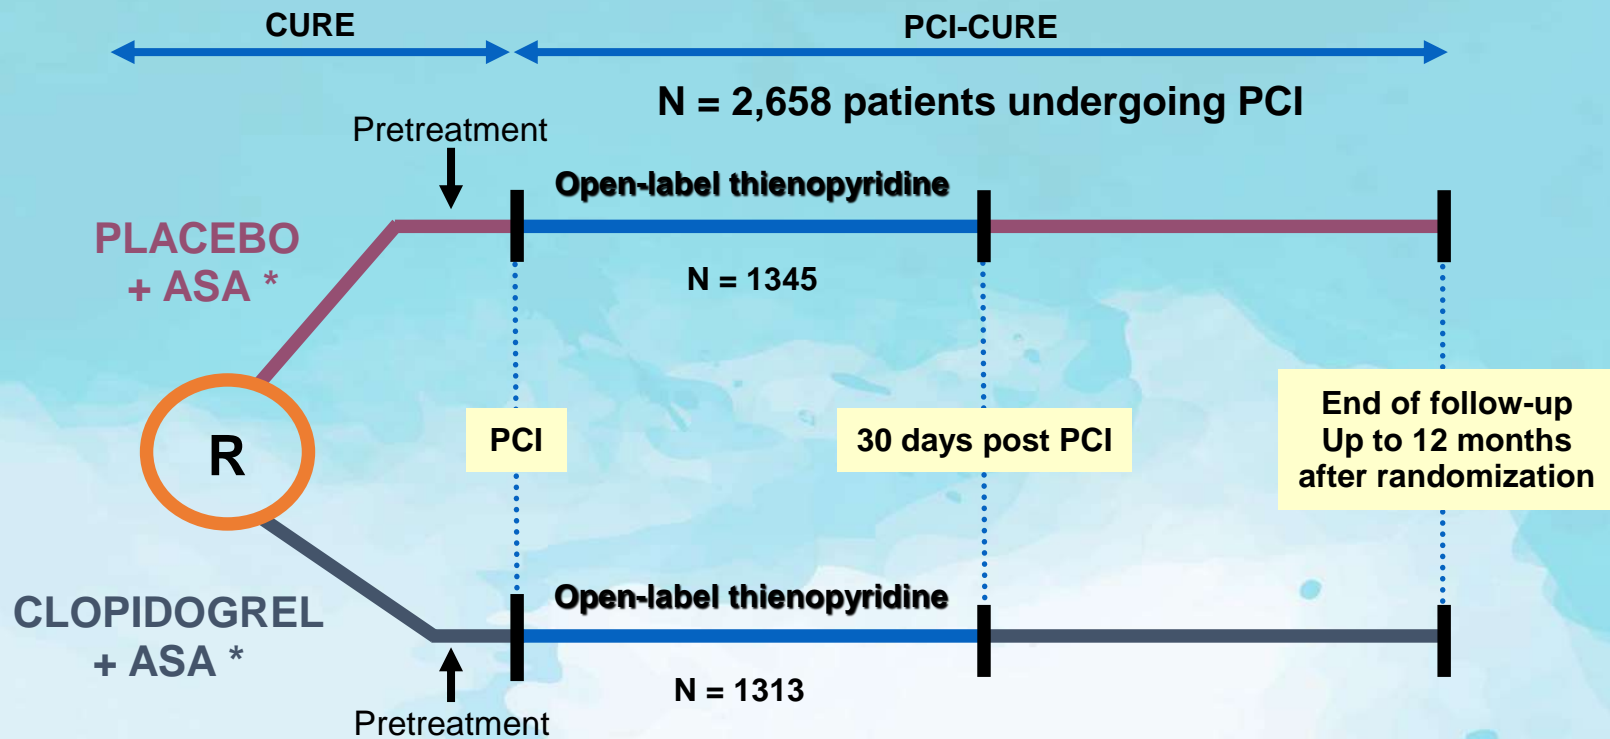 CURE
PCI-CURE
N = 2,658 patients undergoing PCI
Pretreatment
Open-label thienopyridine
PLACEBO
+ ASA *
N = 1345
R
PCI
30 days post PCI
End of follow-up
Up to 12 months
after randomization
CLOPIDOGREL
+ ASA *
Open-label thienopyridine
N = 1313
Pretreatment